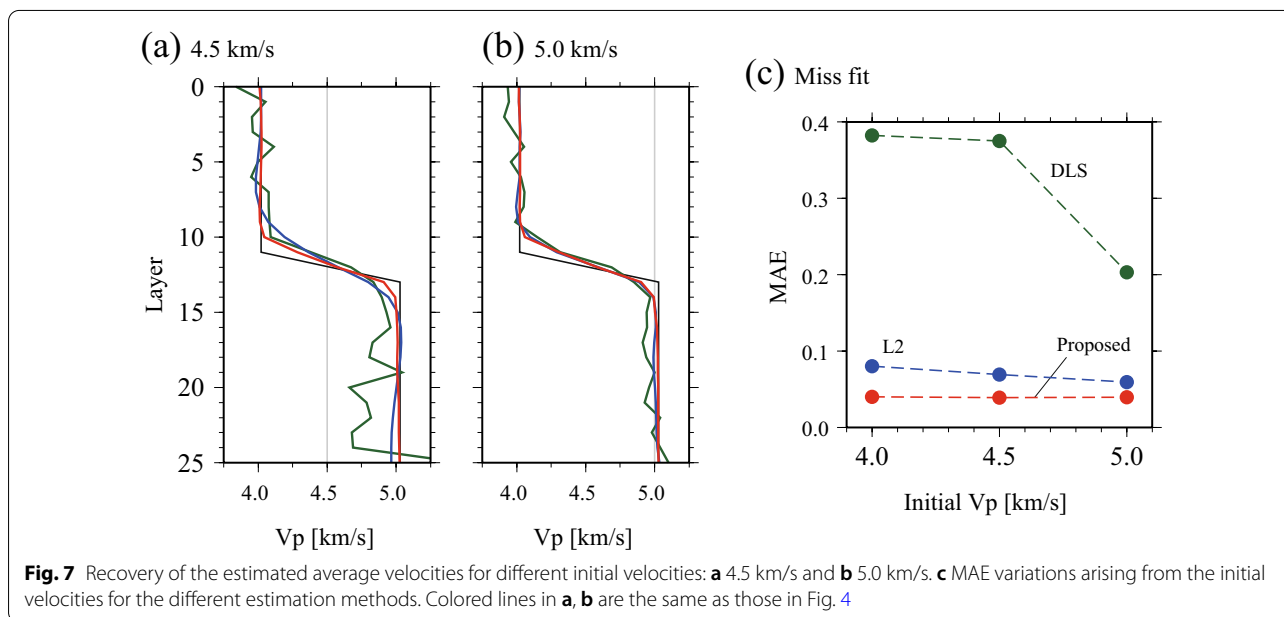 (a) 4.5 km/s
(b) 5.0 km/s
(c) Miss fit
0
5
10
15
20
25
Layer
4.0 4.5 5.0
Vp [km/s]
4.0 4.5 5.0
Vp [km/s]
0.4
0.3
0.2
0.1
0.0
MAE
DLS
L2
Proposed
4.0 4.5 5.0
Initial Vp [km/s]
Fig. 7 Recovery of the estimated average velocities for different initial velocities: a 4.5 km/s and b 5.0 km/s. c MAE variations arising from the initial
velocities for the different estimation methods. Colored lines in a, b are the same as those in Fig. 4